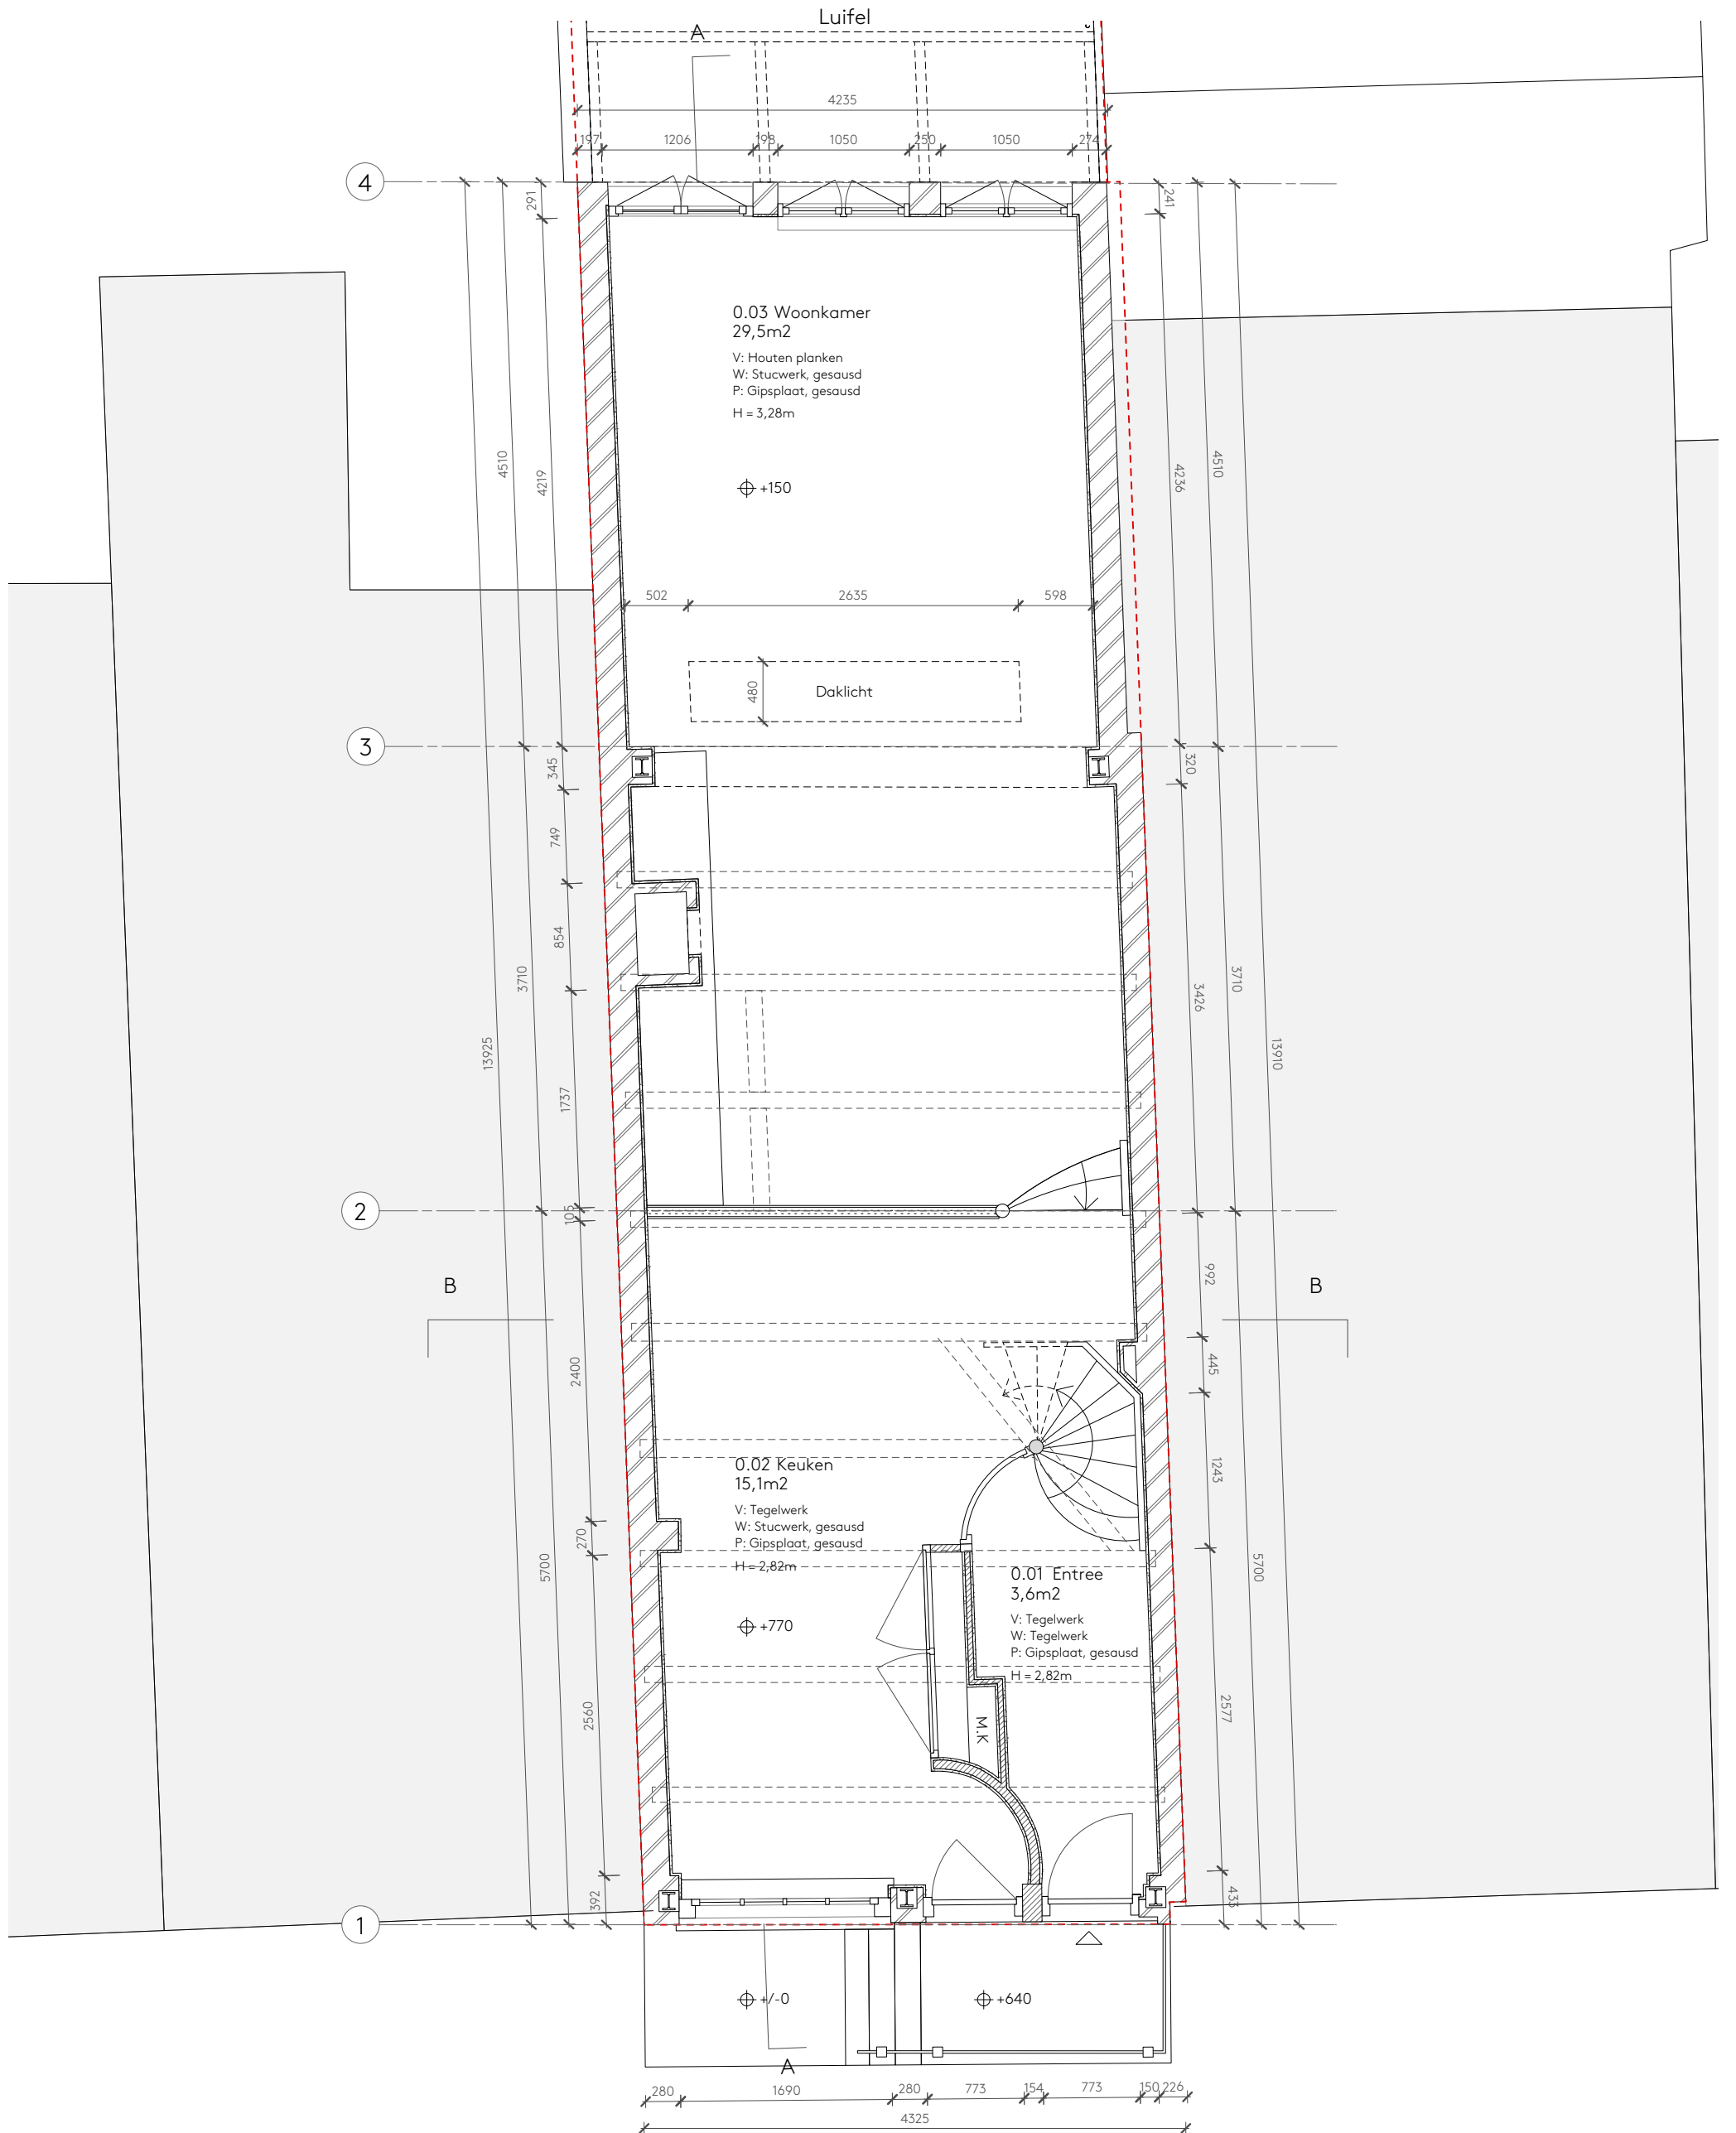 Luifel
A
4235
197 1206 198 1050 250 1050 274
4
291
241
0.03 Woonkamer
29,5m2
V: Houten planken
W: Stucwerk, gesausd
P: Gipsplaat, gesausd
H = 3,28m
4510
4219
4236
4510
+150
502 2635 598
480
Daklicht
3
345
320
749
854
3710
3426
3710
13925
13910
1737
2
105
992
B
B
2400
445
1243
0.02 Keuken
15,1m2
V: Tegelwerk
W: Stucwerk, gesausd
P: Gipsplaat, gesausd
H = 2,82m
270
5700
5700
0.01 Entree
3,6m2
V: Tegelwerk
W: Tegelwerk
P: Gipsplaat, gesausd
H = 2,82m
+770
2560
2577
M.K
392
433
1
+/-0
+640
A
280 1690 280 773 154 773 150 226
4325